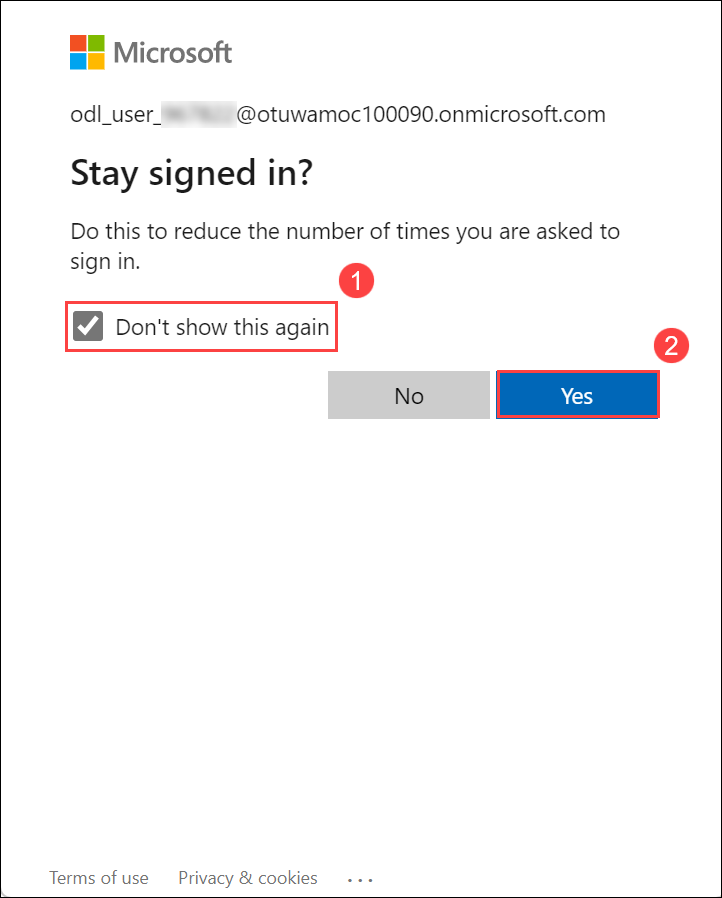 Microsoft
odl_user_@otuwamoc100090.onmicrosoft.com
Stay signed in?
Do this to reduce the number of times you are asked to
sign in.
1
Don't show this again
2
No
Yes
Terms of use
Privacy & cookies
...